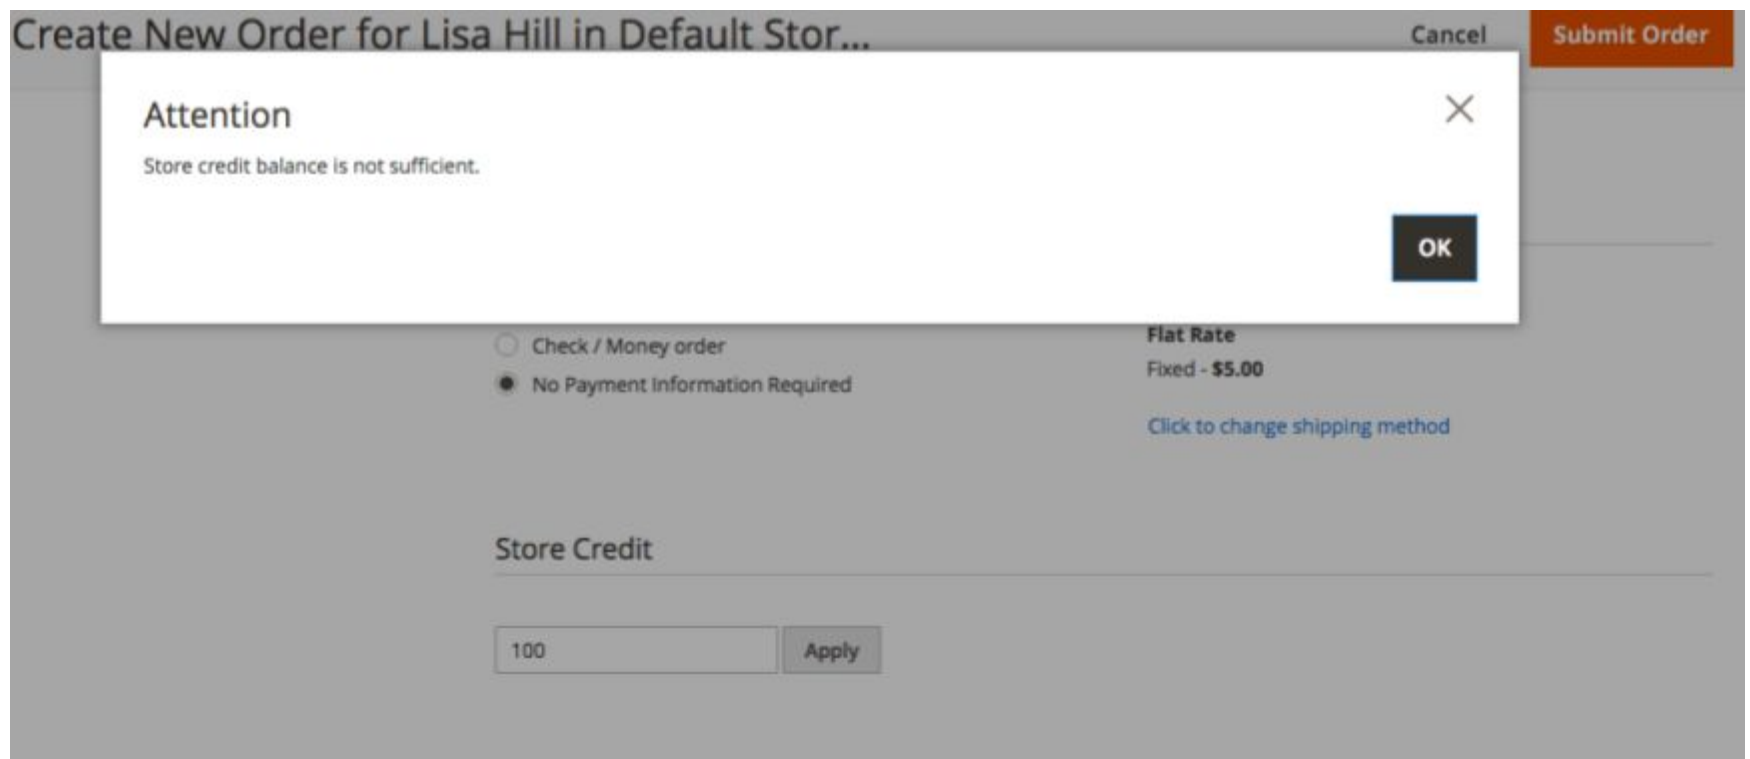 Create New Order for Lisa Hill in Default Stor...
Cancel
Submit Order
Attention
Store credit balance is not sufficient.
OK
Check / Money order
No Payment Information Required
Flat Rate
Fixed - $5.00
Click to change shipping method
Store Credit
100
Apply